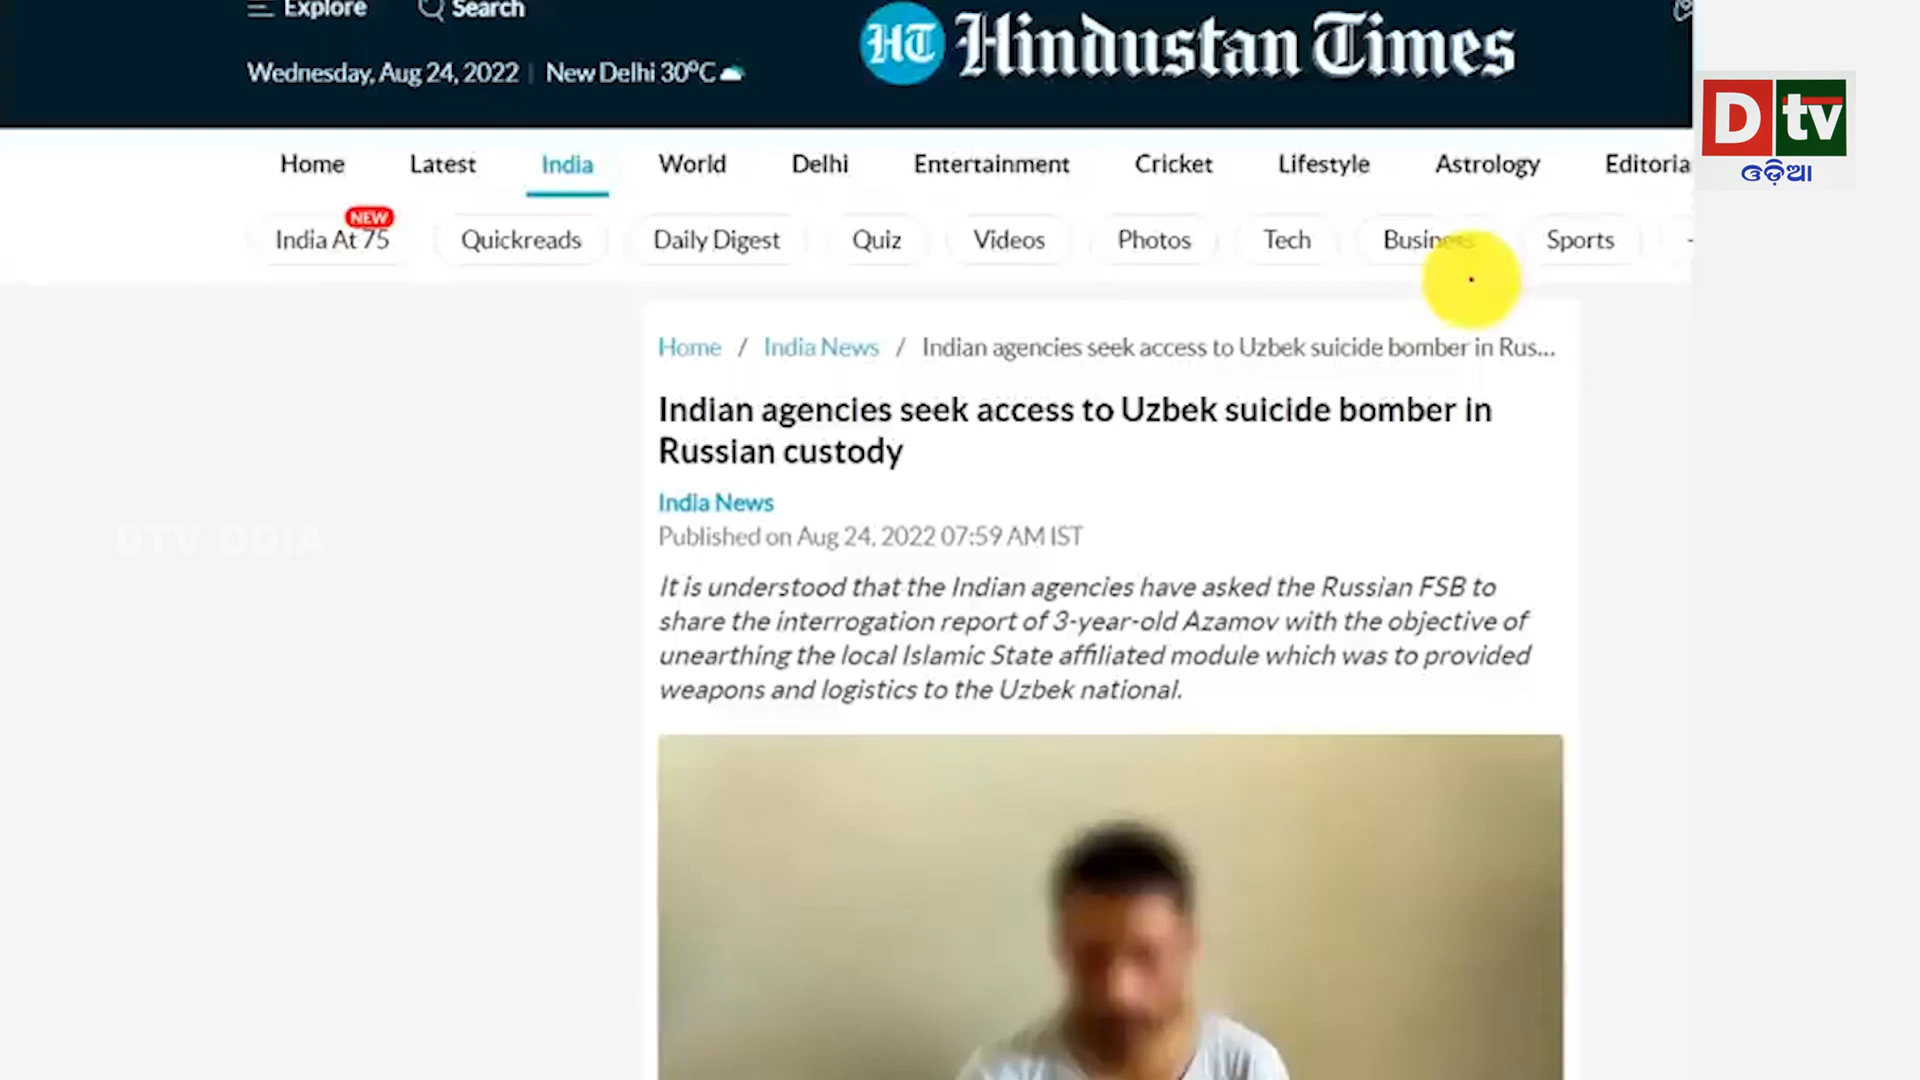 Explore Search
Hindustan Times
HT
Wednesday, Aug 24, 2022 New Delhi 30°C
D tv
ଓଡ଼ିଆ
Home Latest India World Delhi Entertainment Cricket Lifestyle Astrology Editoria
NEW
India At 75 Quickreads Daily Digest Quiz Videos Photos Tech Business Sports
Home / India News / Indian agencies seek access to Uzbek suicide bomber in Rus...
Indian agencies seek access to Uzbek suicide bomber in
Russian custody
India News
Published on Aug 24, 2022 07:59 AM IST
DTV ODIA
It is understood that the Indian agencies have asked the Russian FSB to
share the interrogation report of 3-year-old Azamov with the objective of
unearthing the local Islamic State affiliated module which was to provided
weapons and logistics to the Uzbek national.